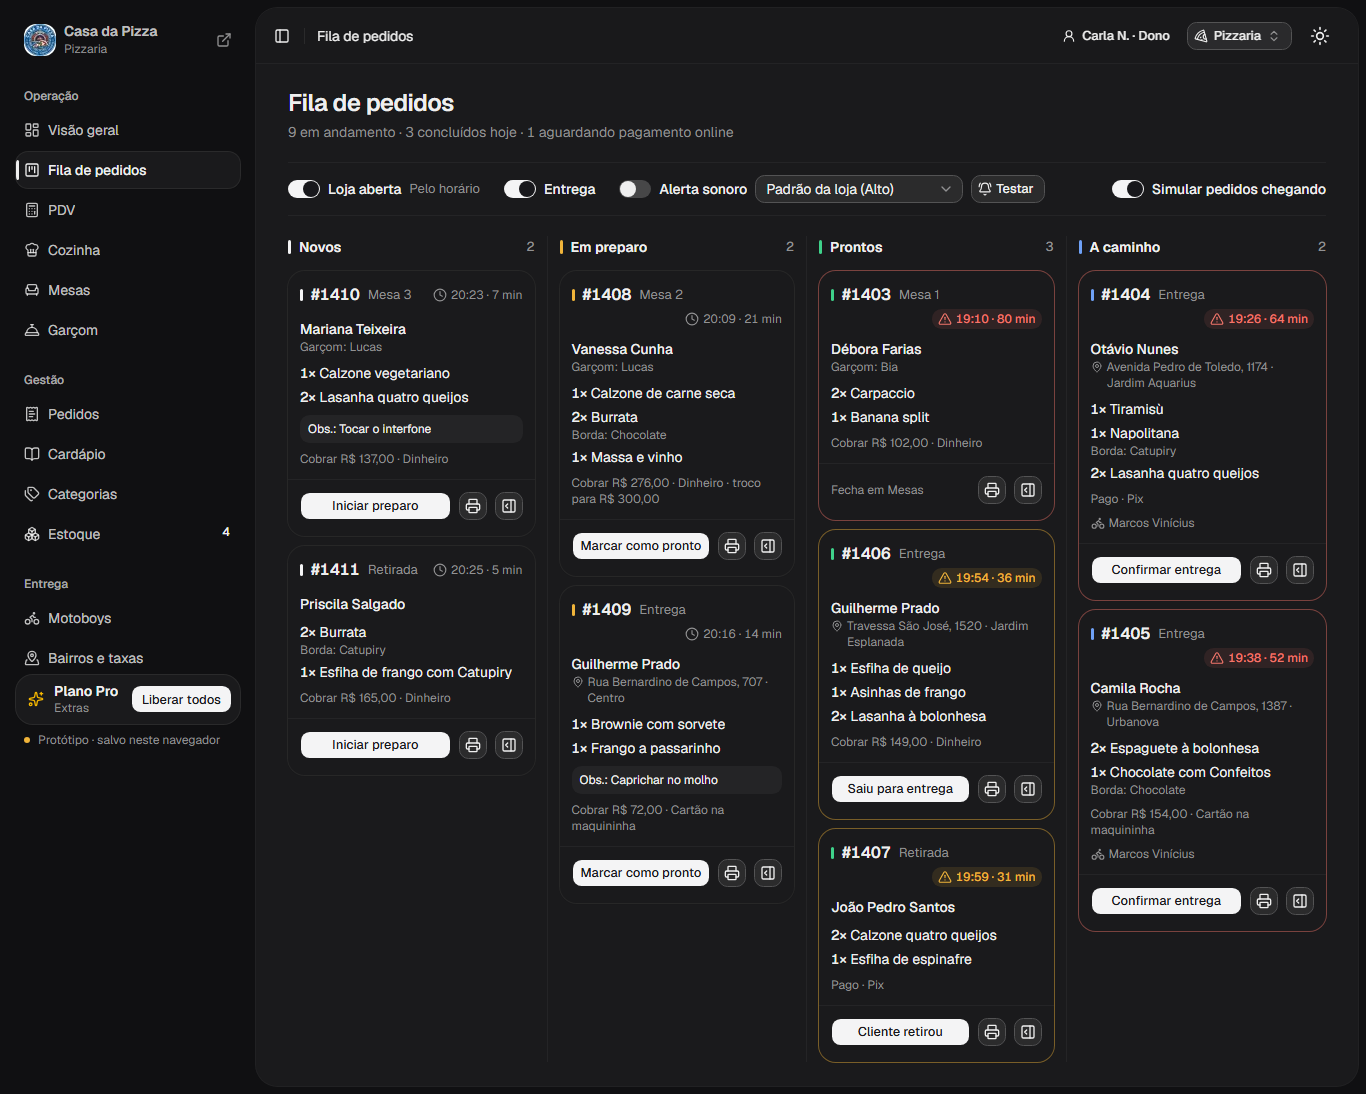 Casa da Pizza
Pizzaria
Operação
Visão geral
Fila de pedidos
PDV
Cozinha
Mesas
Garçom
Gestão
Pedidos
Cardápio
Categorias
Estoque 4
Entrega
Motoboys
Bairros e taxas
Plano Pro
Extras
Liberar todos
Protótipo · salvo neste navegador
Fila de pedidos
Carla N. · Dono
Pizzaria
Fila de pedidos
9 em andamento · 3 concluídos hoje · 1 aguardando pagamento online
Loja aberta Pelo horário
Entrega
Alerta sonoro
Padrão da loja (Alto)
Testar
Simular pedidos chegando
Novos 2
#1410 Mesa 3 20:23 · 7 min
Mariana Teixeira
Garçom: Lucas
1× Calzone vegetariano
2× Lasanha quatro queijos
Obs.: Tocar o interfone
Cobrar R$ 137,00 · Dinheiro
Iniciar preparo
#1411 Retirada 20:25 · 5 min
Priscila Salgado
2× Burrata
Borda: Catupiry
1× Esfiha de frango com Catupiry
Cobrar R$ 165,00 · Dinheiro
Iniciar preparo
Em preparo 2
#1408 Mesa 2
20:09 · 21 min
Vanessa Cunha
Garçom: Lucas
1× Calzone de carne seca
2× Burrata
Borda: Chocolate
1× Massa e vinho
Cobrar R$ 276,00 · Dinheiro · troco
para R$ 300,00
Marcar como pronto
#1409 Entrega
20:16 · 14 min
Guilherme Prado
Rua Bernardino de Campos, 707 ·
Centro
1× Brownie com sorvete
1× Frango a passarinho
Obs.: Caprichar no molho
Cobrar R$ 72,00 · Cartão na
maquininha
Marcar como pronto
Prontos 3
#1403 Mesa 1
19:10 · 80 min
Débora Farias
Garçom: Bia
2× Carpaccio
1× Banana split
Cobrar R$ 102,00 · Dinheiro
Fecha em Mesas
#1406 Entrega
19:54 · 36 min
Guilherme Prado
Travessa São José, 1520 · Jardim
Esplanada
1× Esfiha de queijo
1× Asinhas de frango
2× Lasanha à bolonhesa
Cobrar R$ 149,00 · Dinheiro
Saiu para entrega
#1407 Retirada
19:59 · 31 min
João Pedro Santos
2× Calzone quatro queijos
1× Esfiha de espinafre
Pago · Pix
Cliente retirou
A caminho 2
#1404 Entrega
19:26 · 64 min
Otávio Nunes
Avenida Pedro de Toledo, 1174 ·
Jardim Aquarius
1× Tiramisù
1× Napolitana
Borda: Catupiry
2× Lasanha quatro queijos
Pago · Pix
Marcos Vinícius
Confirmar entrega
#1405 Entrega
19:38 · 52 min
Camila Rocha
Rua Bernardino de Campos, 1387 ·
Urbanova
2× Espaguete à bolonhesa
1× Chocolate com Confeitos
Borda: Chocolate
Cobrar R$ 154,00 · Cartão na
maquininha
Marcos Vinícius
Confirmar entrega